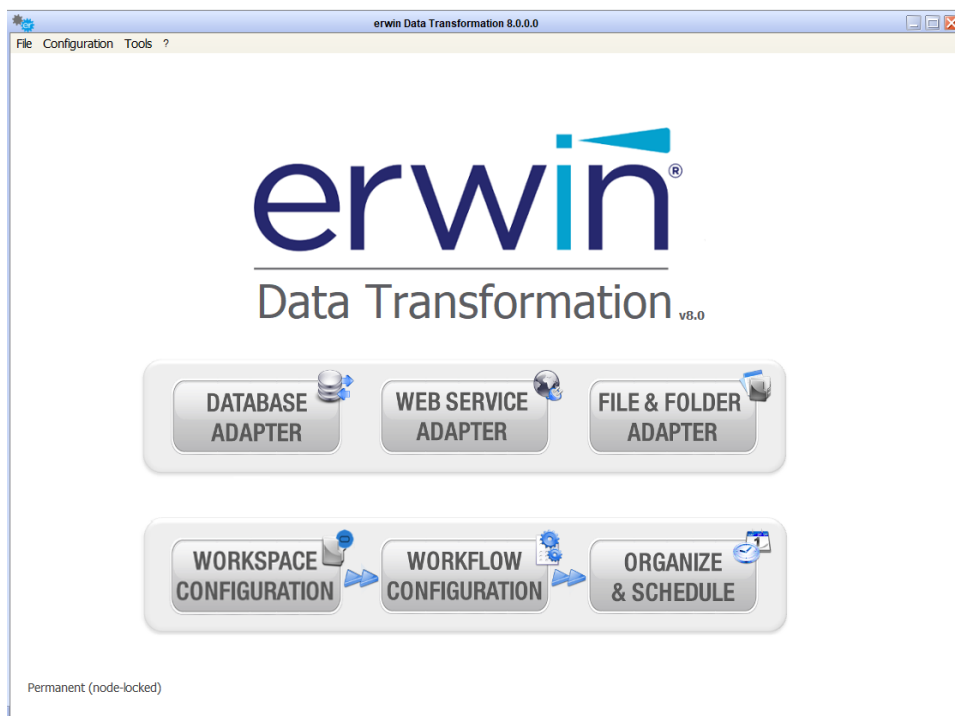 erwin Data Transformation 8.0.0.0
File Configuration Tools ?
erwin®
Data Transformation v8.0
DATABASE ADAPTER
WEB SERVICE ADAPTER
FILE & FOLDER ADAPTER
WORKSPACE CONFIGURATION
WORKFLOW CONFIGURATION
1
ORGANIZE & SCHEDULE
Permanent (node-locked)